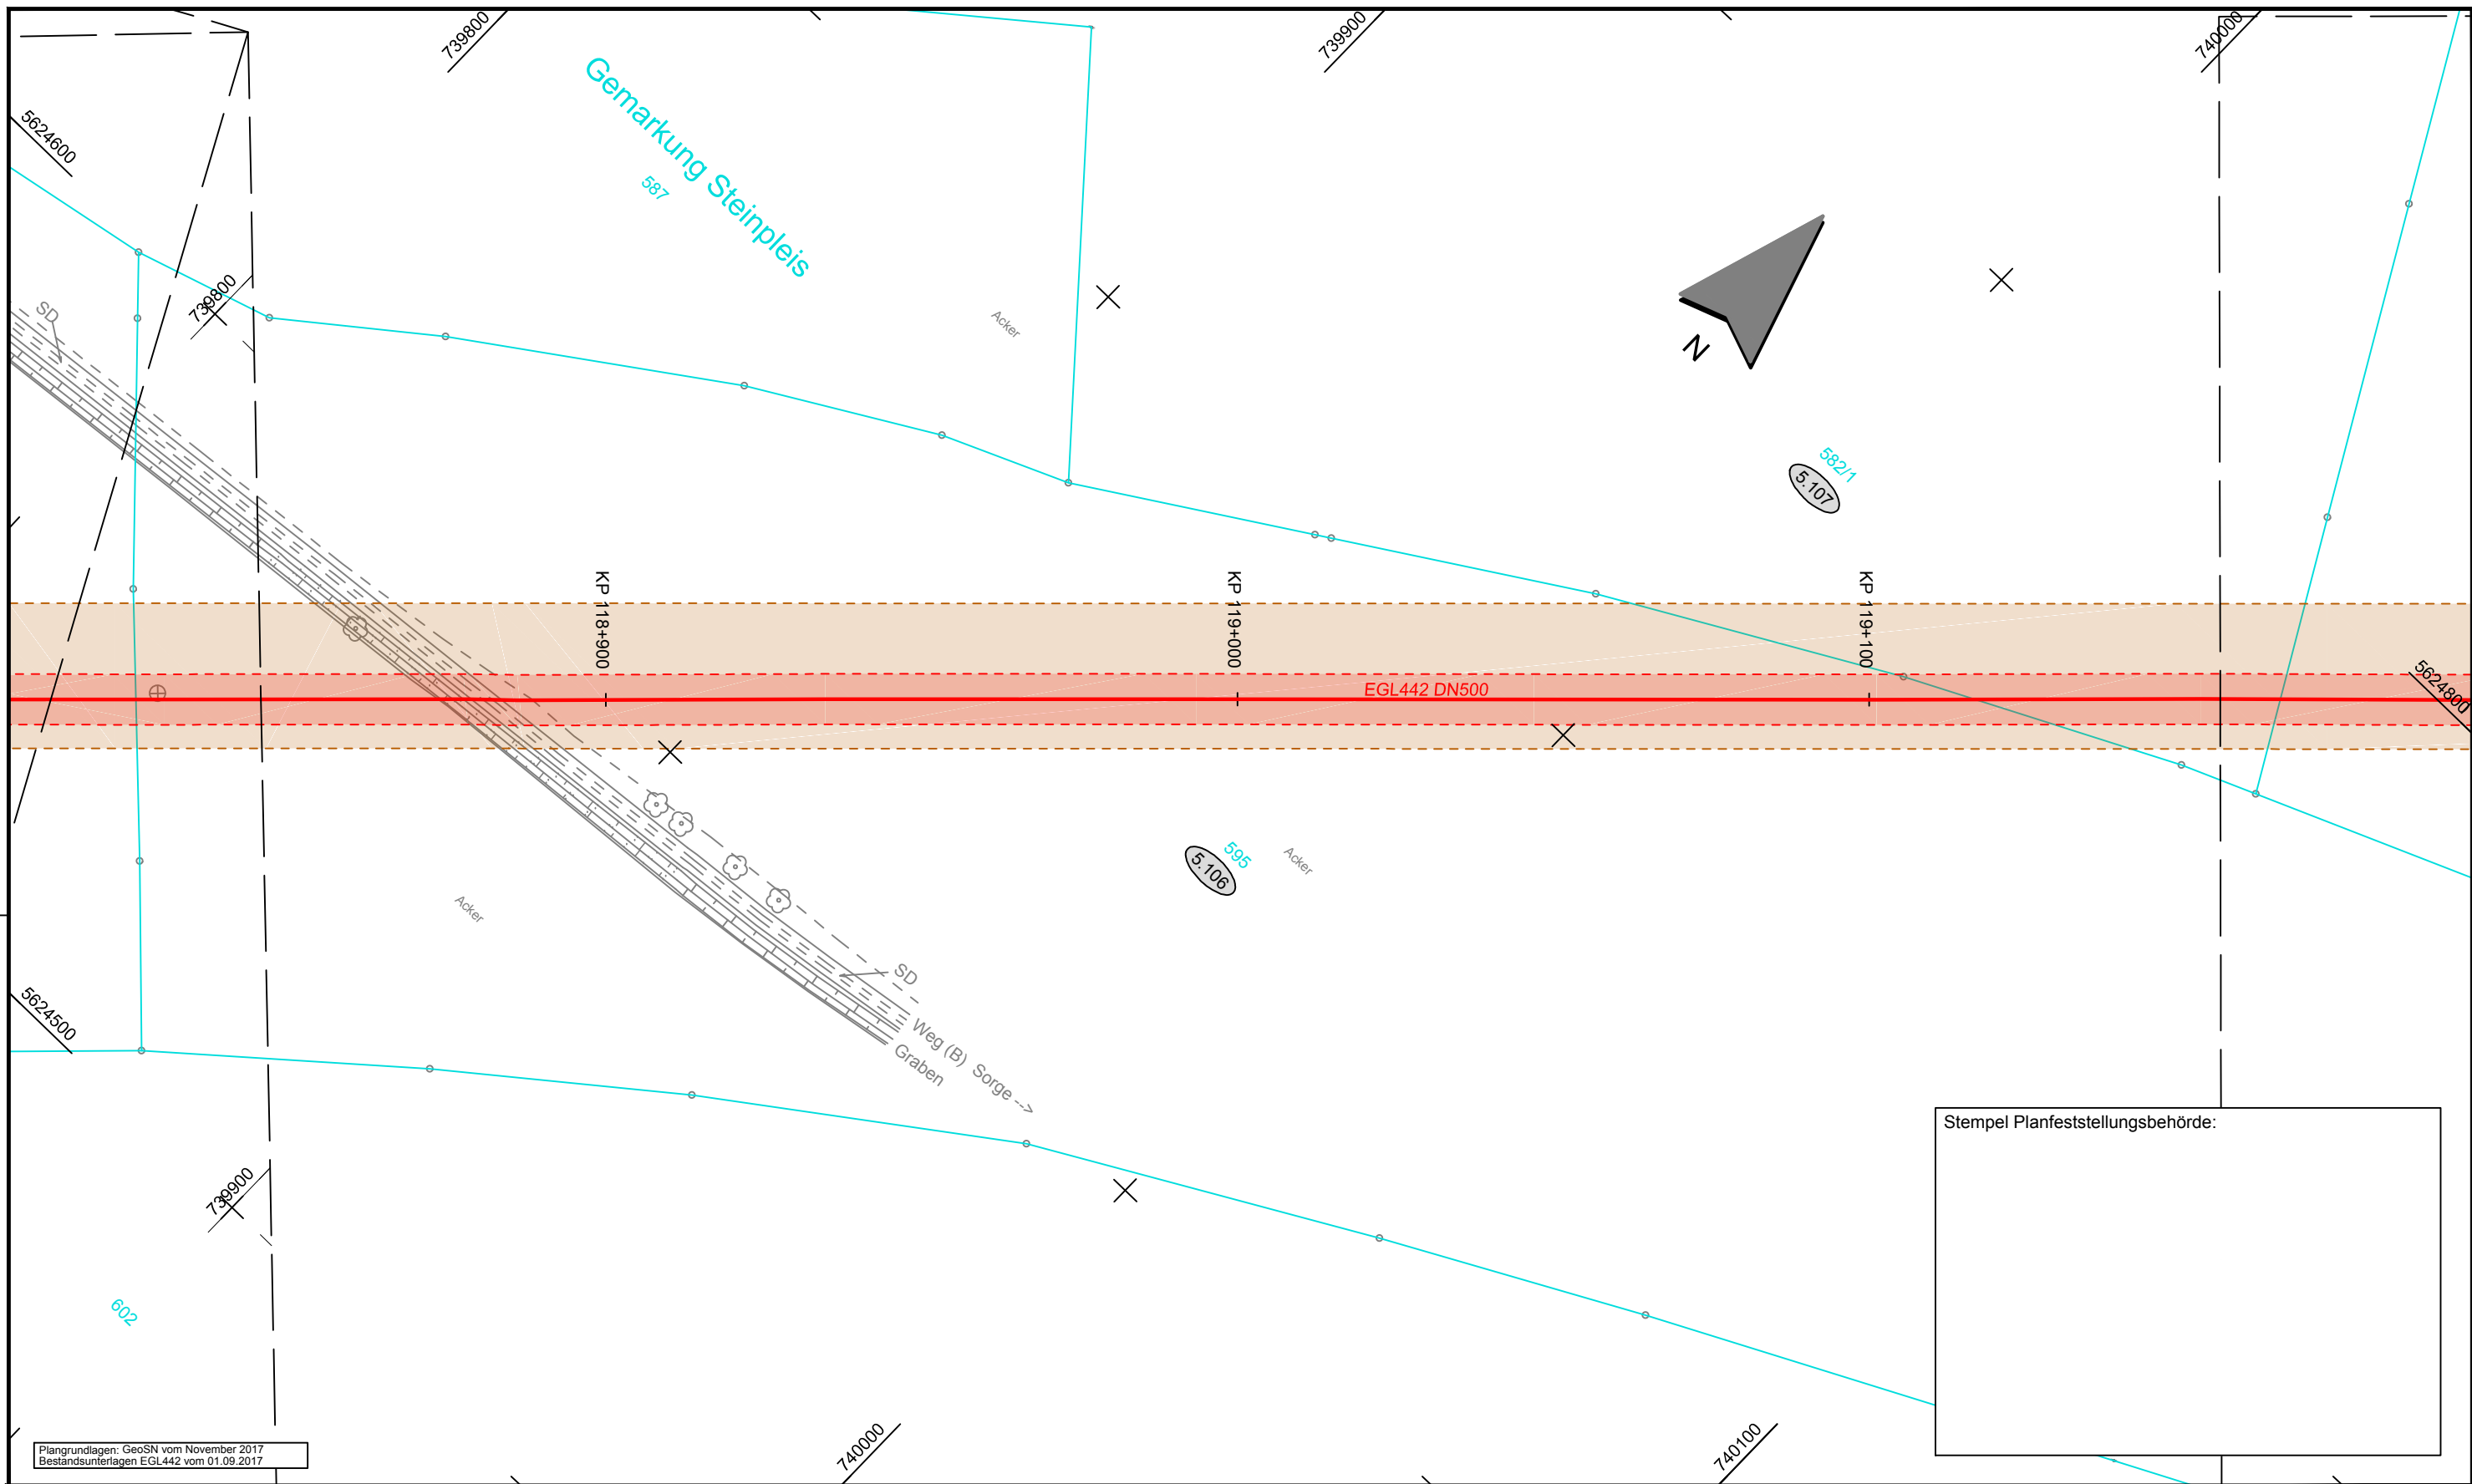 739800
739900
740000
5624600
Gemarkung Steinpleis
587
SD
739800
Acker
N
582/1
5.107
KP 118+900
KP 119+000
KP 119+100
EGL442 DN500
5624800
595
5.106
Acker
Acker
SD
Weg (B) Sorge -->
Graben
5624500
Stempel Planfeststellungsbehörde:
739900
602
740000
740100
Plangrundlagen: GeoSN vom November 2017
Bestandsunterlagen EGL442 vom 01.09.2017